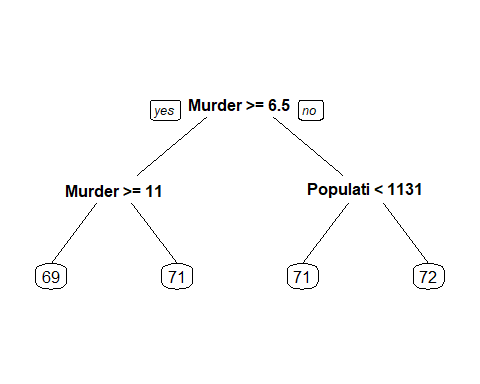 yes Murder >= 6.5 no
Murder >= 11 Populati < 1131
69 71 71 72